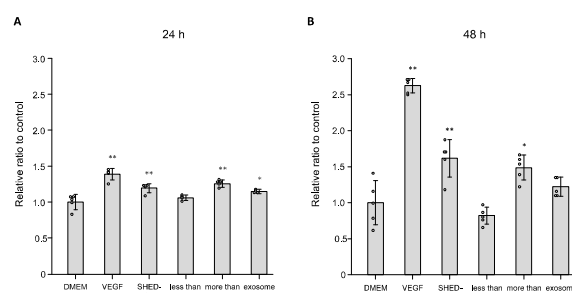 A
24 h
Relative ratio to control
3.0
2.5
2.0
1.5
1.0
0.5
0
**
**
**
*
DMEM VEGF SHED- less than more than exosome
B
48 h
Relative ratio to control
3.0
2.5
2.0
1.5
1.0
0.5
0
**
**
*
DMEM VEGF SHED- less than more than exosome